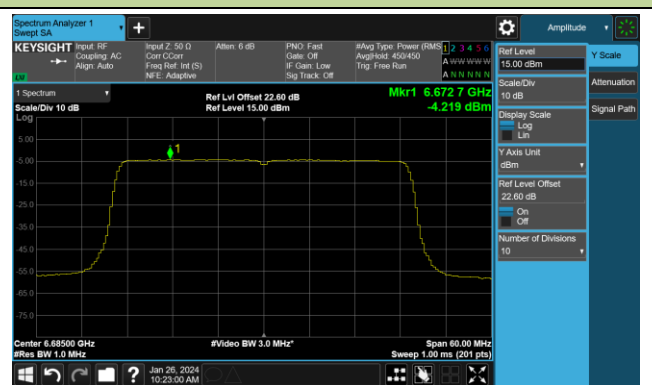 Spectrum Analyzer 1
Swept SA
Amplitude
KEYSIGHT
Input: RF
Coupling: AC
Align: Auto
Input Z: 50 Ω
Corr CCorr
Freq Ref: Int (S)
NFE: Adaptive
Atten: 6 dB
PNO: Fast
Gate: Off
IF Gain: Low
Sig Track: Off
#Avg Type: Power (RMS
Avg|Hold: 450/450
Trig: Free Run
1 2 3 4 5 6
A W W W W W
A N N N N N
LW
1 Spectrum
Scale/Div 10 dB
Ref Lvl Offset 22.60 dB
Ref Level 15.00 dBm
Mkr1 6.672 7 GHz
-4.219 dBm
Log
5.00
-5.00
-15.0
-25.0
-35.0
-45.0
-55.0
-65.0
-75.0
1
Center 6.68500 GHz
#Res BW 1.0 MHz
#Video BW 3.0 MHz*
Span 60.00 MHz
Sweep 1.00 ms (201 pts)
Ref Level
15.00 dBm
Scale/Div
10 dB
Display Scale
Log
Lin
Y Axis Unit
dBm
Ref Level Offset
22.60 dB
On
Off
Number of Divisions
10
Y Scale
Attenuation
Signal Path
?
Jan 26, 2024
10:23:00 AM